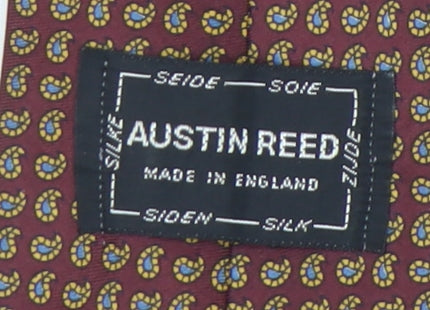 SEIDE SOIE
SILKE
AUSTIN REED
ZIJDE
MADE IN ENGLAND
SIDEN SILK